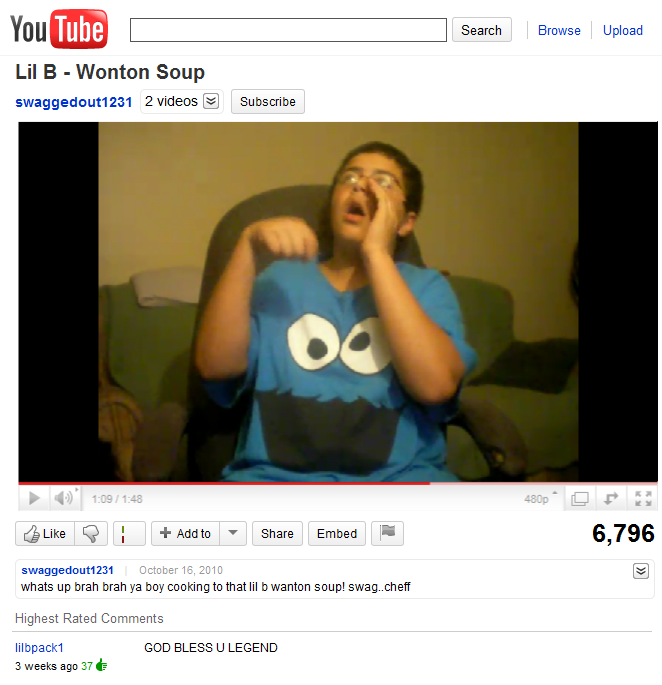 YouTube
Search
Browse
Upload
Lil B - Wonton Soup
swaggedout1231
2 videos
Subscribe
1:09 / 1:48
480p
Like
+ Add to
Share
Embed
6,796
swaggedout1231
October 16, 2010
whats up brah brah ya boy cooking to that lil b wanton soup! swag..cheff
Highest Rated Comments
lilbpack1
GOD BLESS U LEGEND
3 weeks ago 37